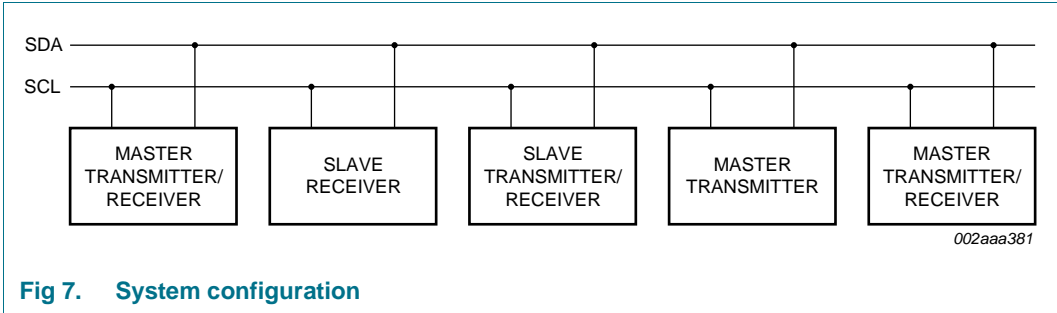 SDA
SCL
MASTER
TRANSMITTER/
RECEIVER
SLAVE
RECEIVER
SLAVE
TRANSMITTER/
RECEIVER
MASTER
TRANSMITTER
MASTER
TRANSMITTER/
RECEIVER
002aaa381
Fig 7. System configuration